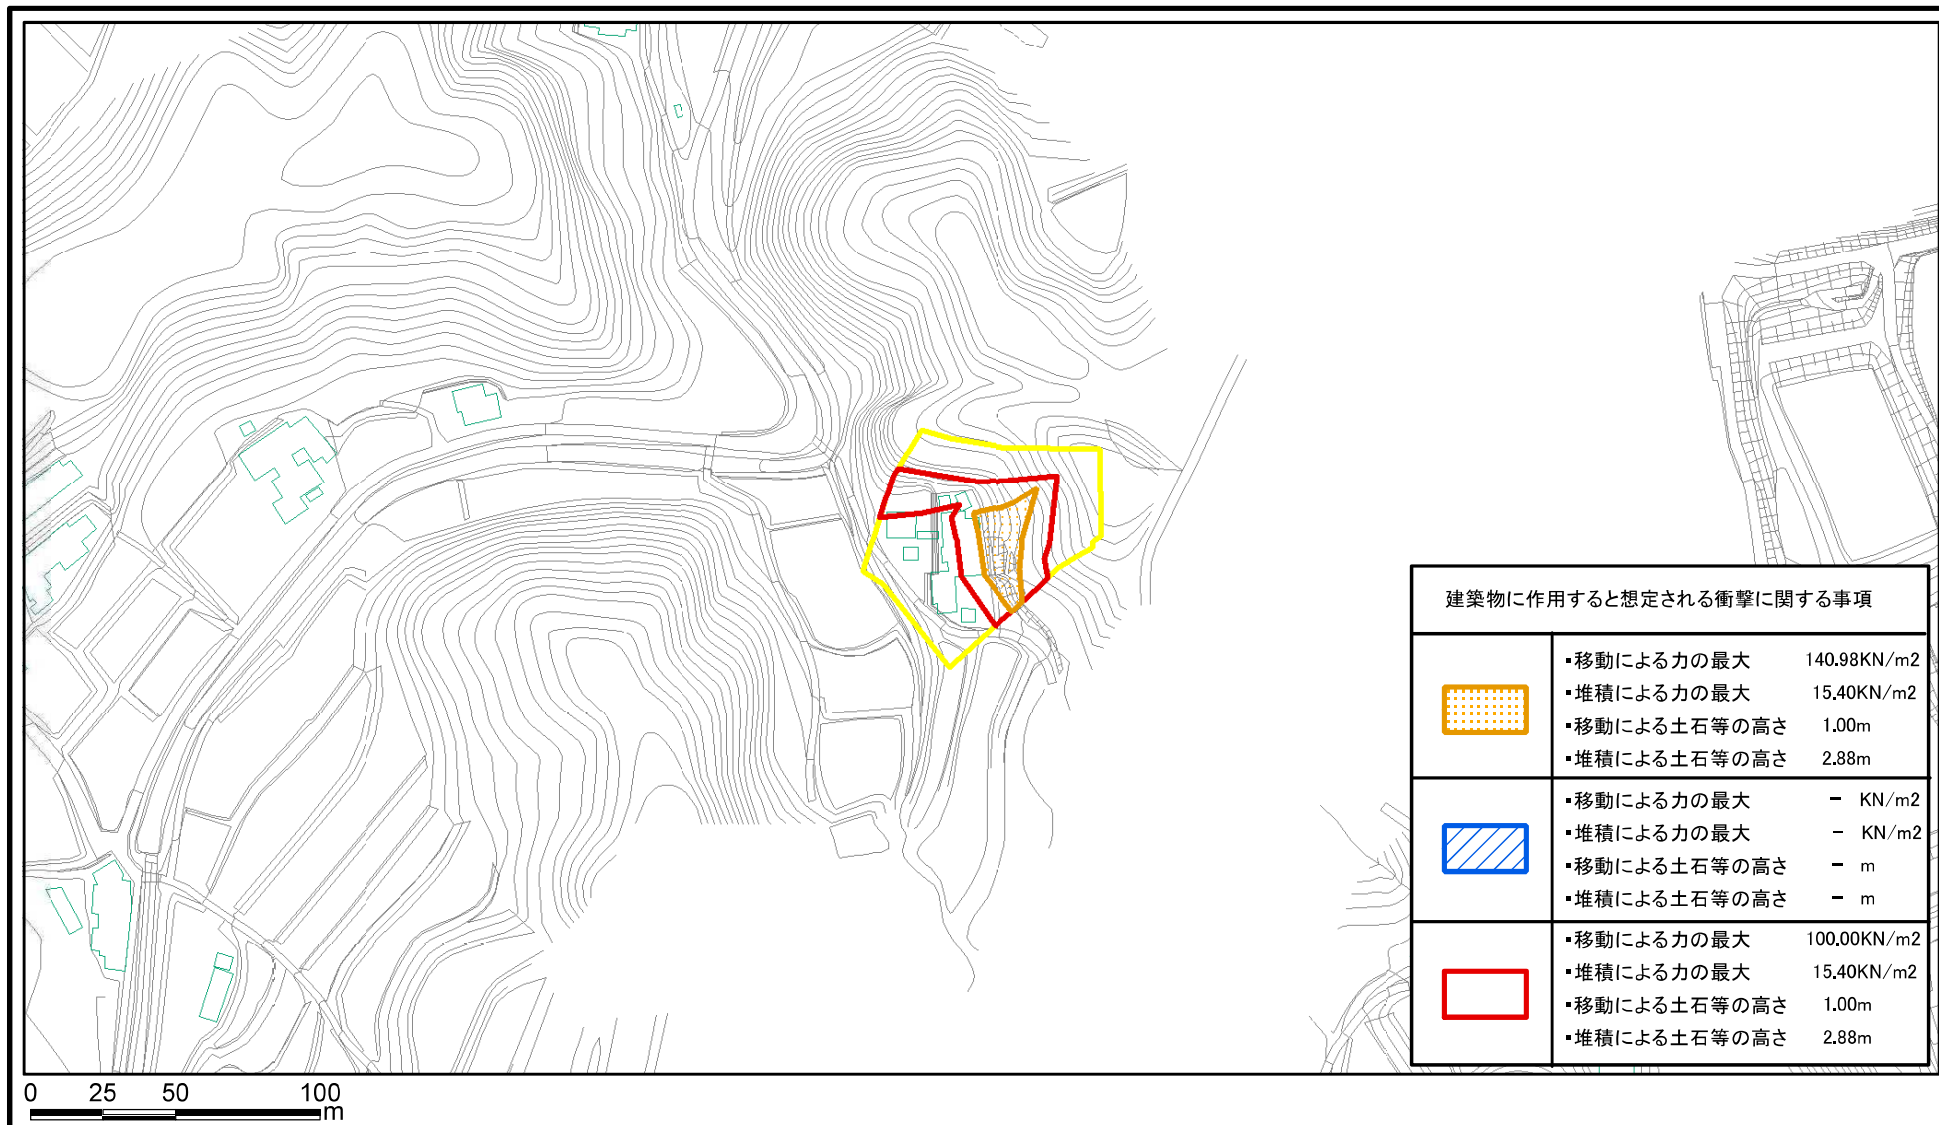 建築物に作用すると想定される衝撃に関する事項
・移動による力の最大 140.98KN/m2
・堆積による力の最大 15.40KN/m2
・移動による土石等の高さ 1.00m
・堆積による土石等の高さ 2.88m
・移動による力の最大 − KN/m2
・堆積による力の最大 − KN/m2
・移動による土石等の高さ − m
・堆積による土石等の高さ − m
・移動による力の最大 100.00KN/m2
・堆積による力の最大 15.40KN/m2
・移動による土石等の高さ 1.00m
・堆積による土石等の高さ 2.88m
0 25 50 100
m